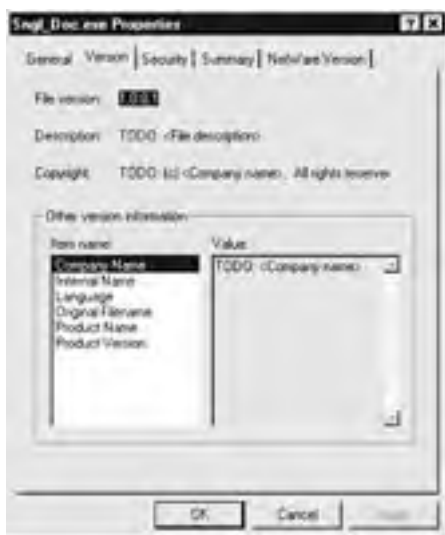 Sngl_Doc.exe Properties
General Version Security Summary NetWare Version
File version: 1.0.0.1
Description: TODO: <File description>
Copyright: TODO: (c) <Company name>. All rights reserve
Other version information
Item name: Value:
Company Name TODO: <Company name>
Internal Name
Language
Original Filename
Product Name
Product Version
OK Cancel Apply